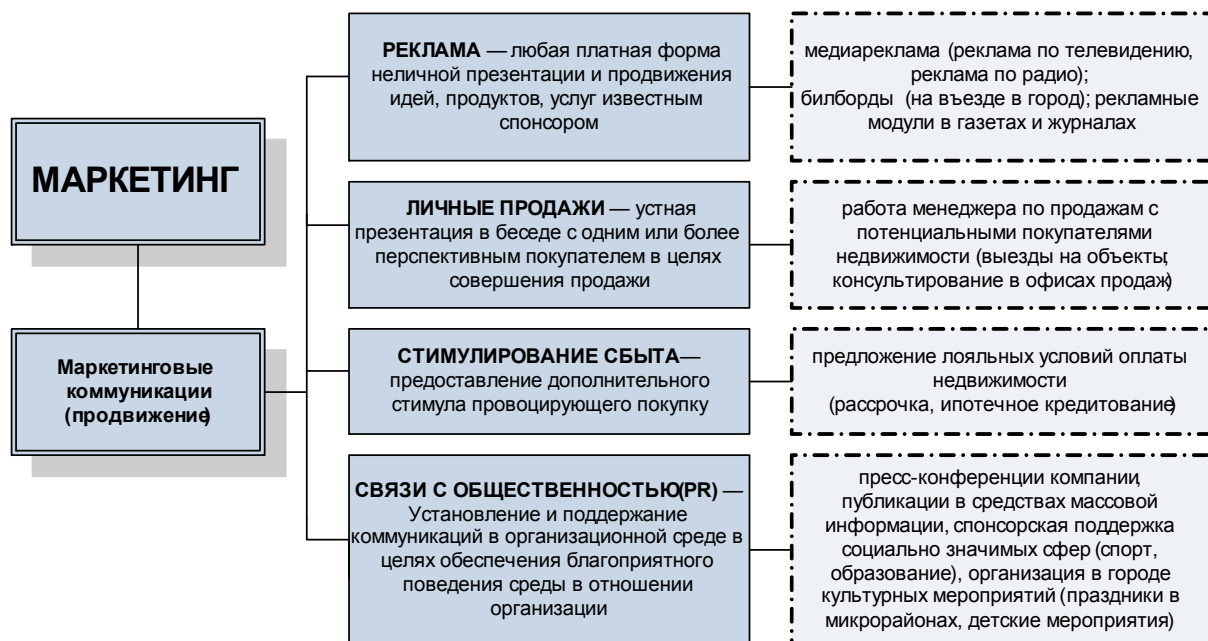 МАРКЕТИНГ
Маркетинговые
коммуникации
(продвижение)
РЕКЛАМА — любая платная форма
неличной презентации и продвижения
идей, продуктов, услуг известным
спонсором
медиареклама (реклама по телевидению,
реклама по радио);
билборды (на въезде в город); рекламные
модули в газетах и журналах
ЛИЧНЫЕ ПРОДАЖИ — устная
презентация в беседе с одним или более
перспективным покупателем в целях
совершения продажи
работа менеджера по продажам с
потенциальными покупателями
недвижимости (выезды на объекты;
консультирование в офисах продаж)
СТИМУЛИРОВАНИЕ СБЫТА—
предоставление дополнительного
стимула провоцирующего покупку
предложение лояльных условий оплаты
недвижимости
(рассрочка, ипотечное кредитование)
СВЯЗИ С ОБЩЕСТВЕННОСТЬЮ(PR) —
Установление и поддержание
коммуникаций в организационной среде в
целях обеспечения благоприятного
поведения среды в отношении
организации
пресс-конференции компании,
публикации в средствах массовой
информации, спонсорская поддержка
социально значимых сфер (спорт,
образование), организация в городе
культурных мероприятий (праздники в
микрорайонах, детские мероприятия)